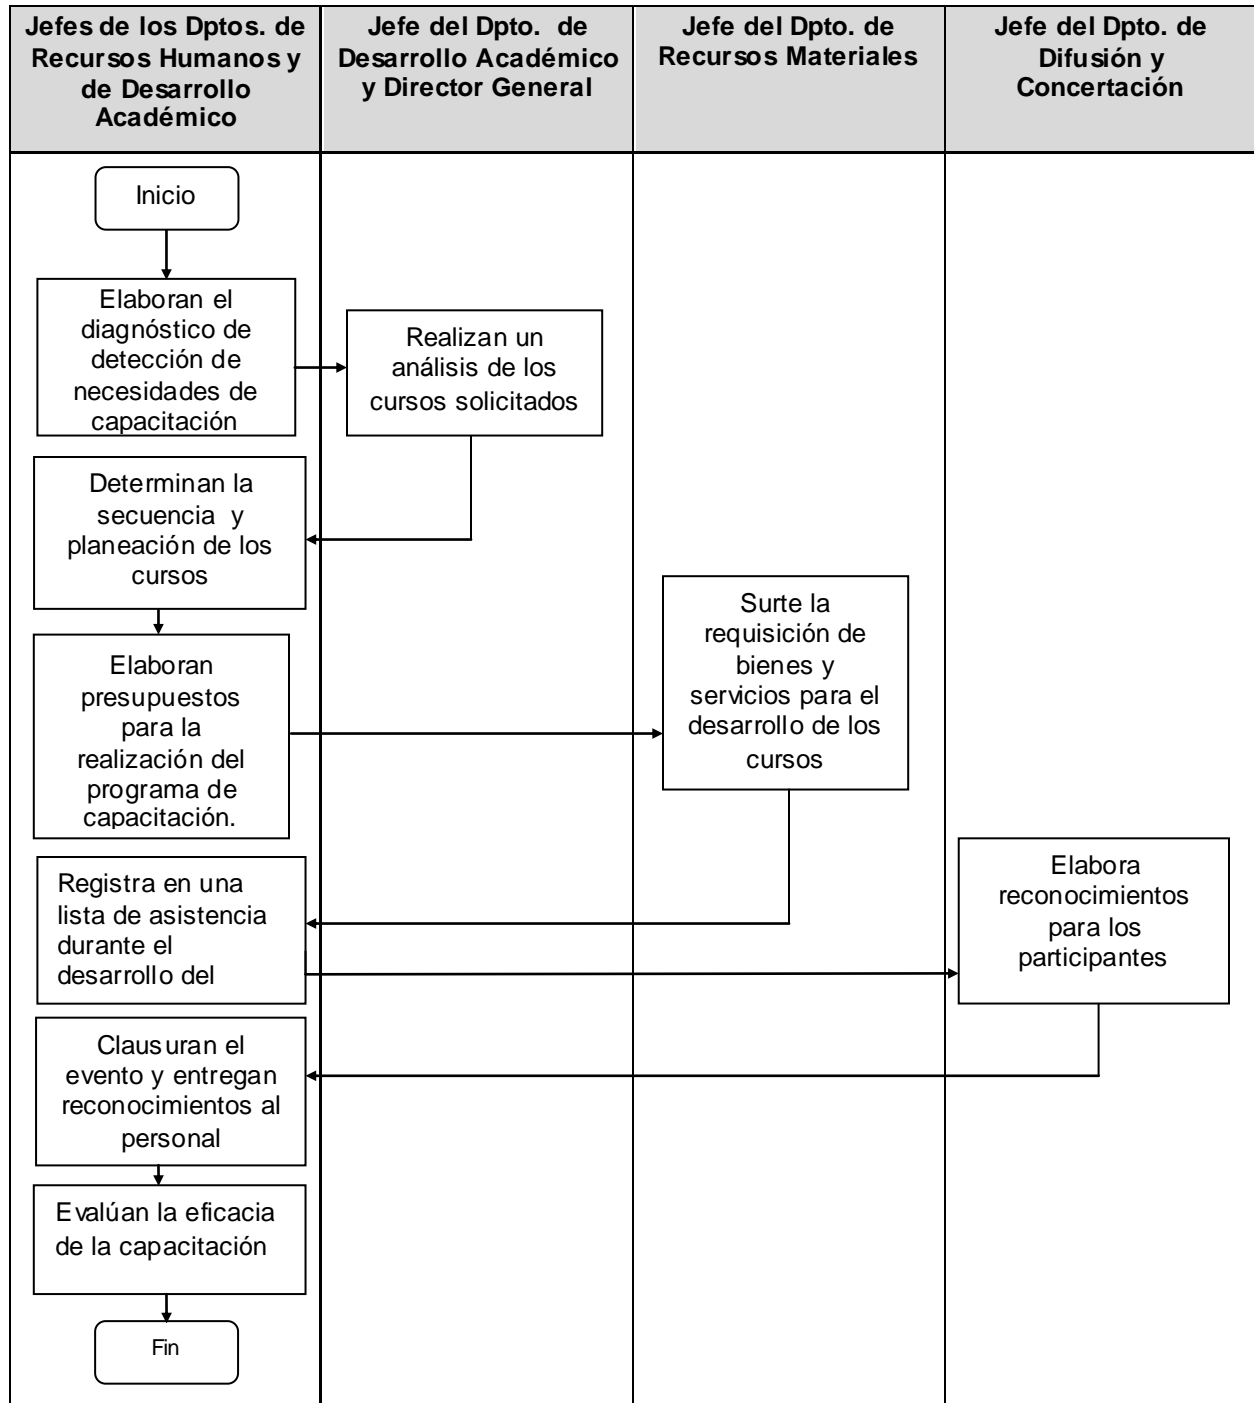 Jefes de los Dptos. de
Recursos Humanos y
de Desarrollo
Académico
Jefe del Dpto. de
Desarrollo Académico
y Director General
Jefe del Dpto. de
Recursos Materiales
Jefe del Dpto. de
Difusión y
Concertación
Inicio
Elaboran el
diagnóstico de
detección de
necesidades de
capacitación
Realizan un
análisis de los
cursos solicitados
Determinan la
secuencia y
planeación de los
cursos
Elaboran
presupuestos
para la
realización del
programa de
capacitación.
Surte la
requisición de
bienes y
servicios para el
desarrollo de los
cursos
Registra en una
lista de asistencia
durante el
desarrollo del
Elabora
reconocimientos
para los
participantes
Clausuran el
evento y entregan
reconocimientos al
personal
Evalúan la eficacia
de la capacitación
Fin